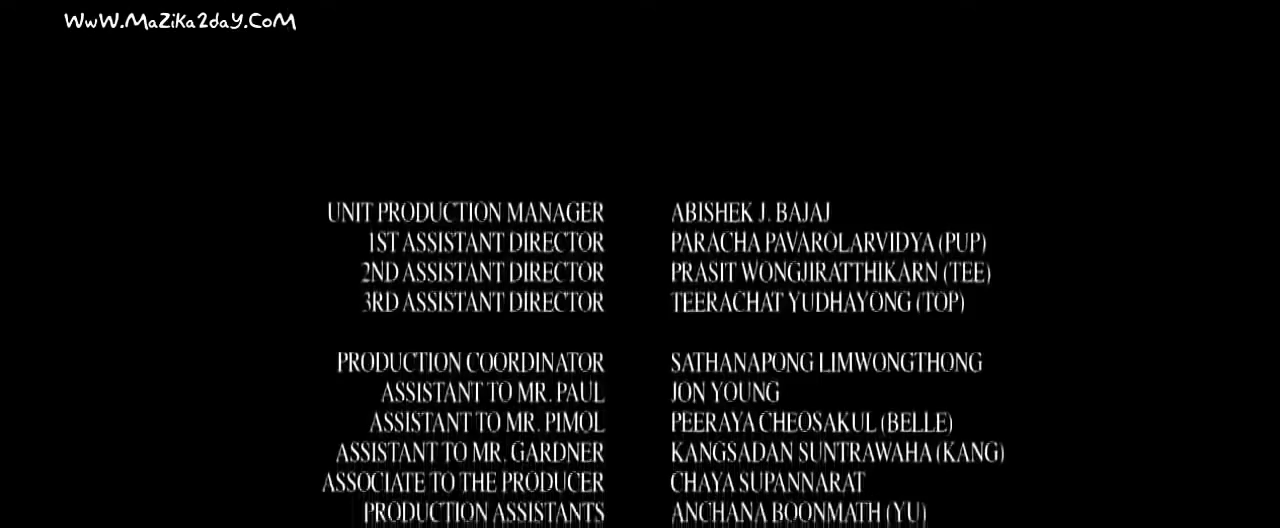 WwW.MaZika2daY.CoM
UNIT PRODUCTION MANAGER ABISHEK J. BAJAJ
1ST ASSISTANT DIRECTOR PARACHA PAVAROLARVIDYA (PUP)
2ND ASSISTANT DIRECTOR PRASIT WONGJIRATTHIKARN (TEE)
3RD ASSISTANT DIRECTOR TEERACHAT YUDHAYONG (TOP)
PRODUCTION COORDINATOR SATHANAPONG LIMWONGTHONG
ASSISTANT TO MR. PAUL JON YOUNG
ASSISTANT TO MR. PIMOL PEERAYA CHEOSAKUL (BELLE)
ASSISTANT TO MR. GARDNER KANGSADAN SUNTRAWAHA (KANG)
ASSOCIATE TO THE PRODUCER CHAYA SUPANNARAT
PRODUCTION ASSISTANTS ANCHANA BOONMATH (YU)